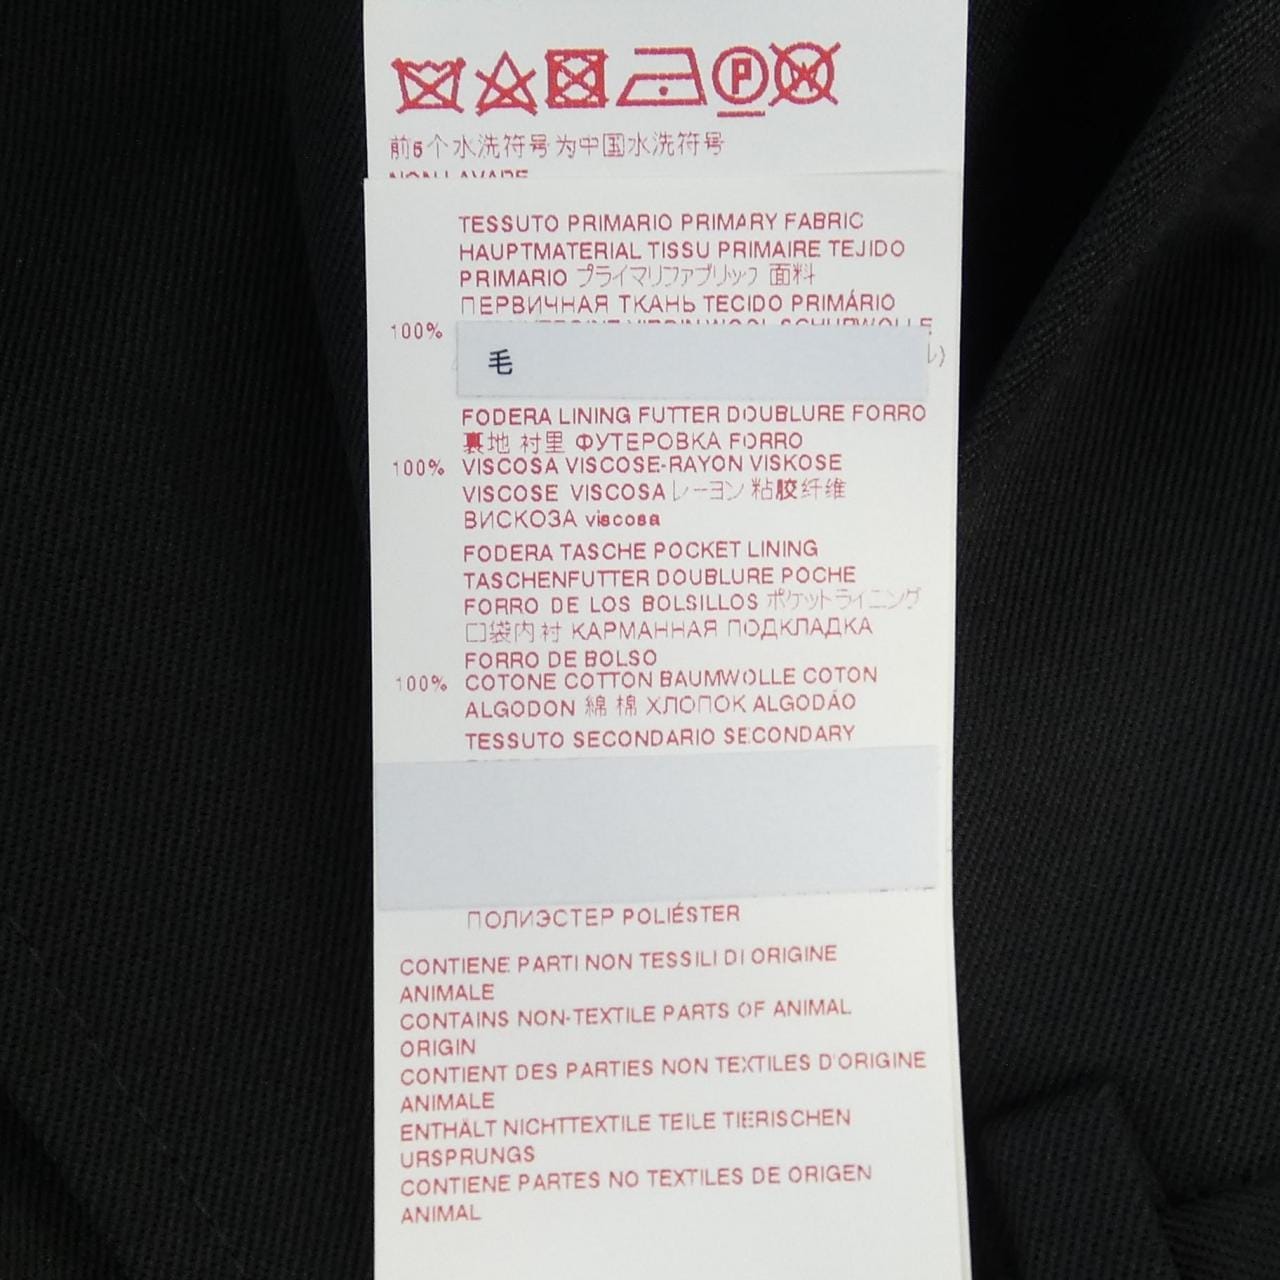 前5个水洗符号为中国水洗符号
NON LAVARE
TESSUTO PRIMARIO PRIMARY FABRIC
HAUPTMATERIAL TISSU PRIMAIRE TEJIDO
PRIMARIO プライマリファブリック 面料
ПЕРВИЧНАЯ ТКАНЬ TECIDO PRIMÁRIO
100% VIRGIN WOOL SCHURWOLLE
毛
FODERA LINING FUTTER DOUBLURE FORRO
裏地 衬里 ФУТЕРОВКА FORRO
100% VISCOSA VISCOSE-RAYON VISKOSE
VISCOSE VISCOSA レーヨン 粘胶纤维
ВИСКОЗА viscosa
FODERA TASCHE POCKET LINING
TASCHENFUTTER DOUBLURE POCHE
FORRO DE LOS BOLSILLOS ポケットライニング
口袋内衬 КАРМАННАЯ ПОДКЛАДКА
FORRO DE BOLSO
100% COTONE COTTON BAUMWOLLE COTON
ALGODON 綿 棉 ХЛОПОК ALGODÃO
TESSUTO SECONDARIO SECONDARY
ПОЛИЭСТЕР POLIÉSTER
CONTIENE PARTI NON TESSILI DI ORIGINE
ANIMALE
CONTAINS NON-TEXTILE PARTS OF ANIMAL
ORIGIN
CONTIENT DES PARTIES NON TEXTILES D'ORIGINE
ANIMALE
ENTHÄLT NICHTTEXTILE TEILE TIERISCHEN
URSPRUNGS
CONTIENE PARTES NO TEXTILES DE ORIGEN
ANIMAL